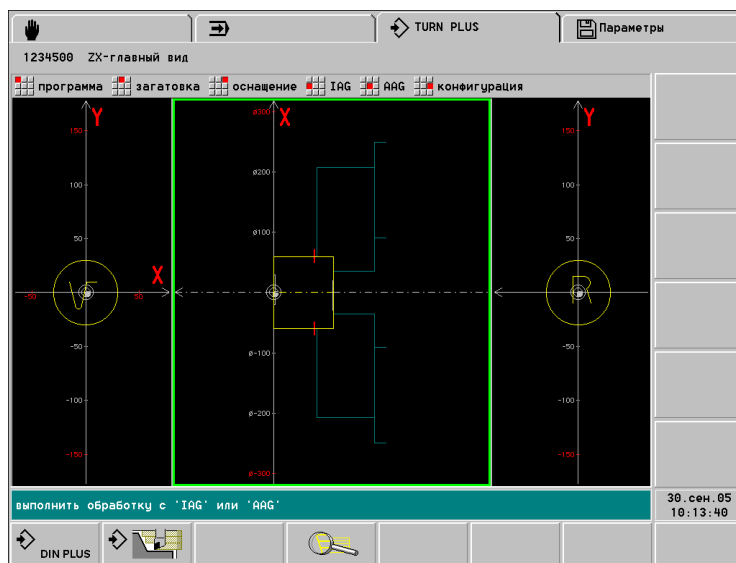 TURN PLUS Параметры
1234500 ZX-главный вид
программа загатовка оснащение IAG AAG конфигурация
Y X Y
150 ø300 150
ø200
100 100
ø100
50 50
X
-50 50
V R
-50 -50
ø-100
-100 -100
ø-200
-150 -150
ø-300
выполнить обработку с 'IAG' или 'AAG'
30.сен.05
10:13:40
DIN PLUS